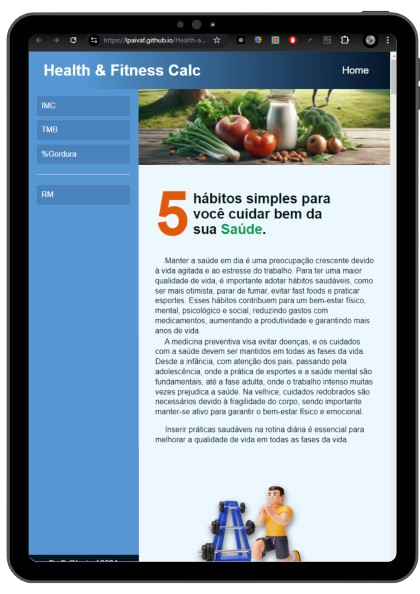 https://lpaivaf.github.io/Health-a...
Health & Fitness Calc
Home
IMC
TMB
%Gordura
RM
5 hábitos simples para
você cuidar bem da
sua Saúde.
Manter a saúde em dia é uma preocupação crescente devido
à vida agitada e ao estresse do trabalho. Para ter uma maior
qualidade de vida, é importante adotar hábitos saudáveis, como
ser mais otimista, parar de fumar, evitar fast foods e praticar
esportes. Esses hábitos contribuem para um bem-estar físico,
mental, psicológico e social, reduzindo gastos com
medicamentos, aumentando a produtividade e garantindo mais
anos de vida.
A medicina preventiva visa evitar doenças, e os cuidados
com a saúde devem ser mantidos em todas as fases da vida.
Desde a infância, com atenção dos pais, passando pela
adolescência, onde a prática de esportes e a saúde mental são
fundamentais, até a fase adulta, onde o trabalho intenso muitas
vezes prejudica a saúde. Na velhice, cuidados redobrados são
necessários devido à fragilidade do corpo, sendo importante
manter-se ativo para garantir o bem-estar físico e emocional.
Inserir práticas saudáveis na rotina diária é essencial para
melhorar a qualidade de vida em todas as fases da vida.